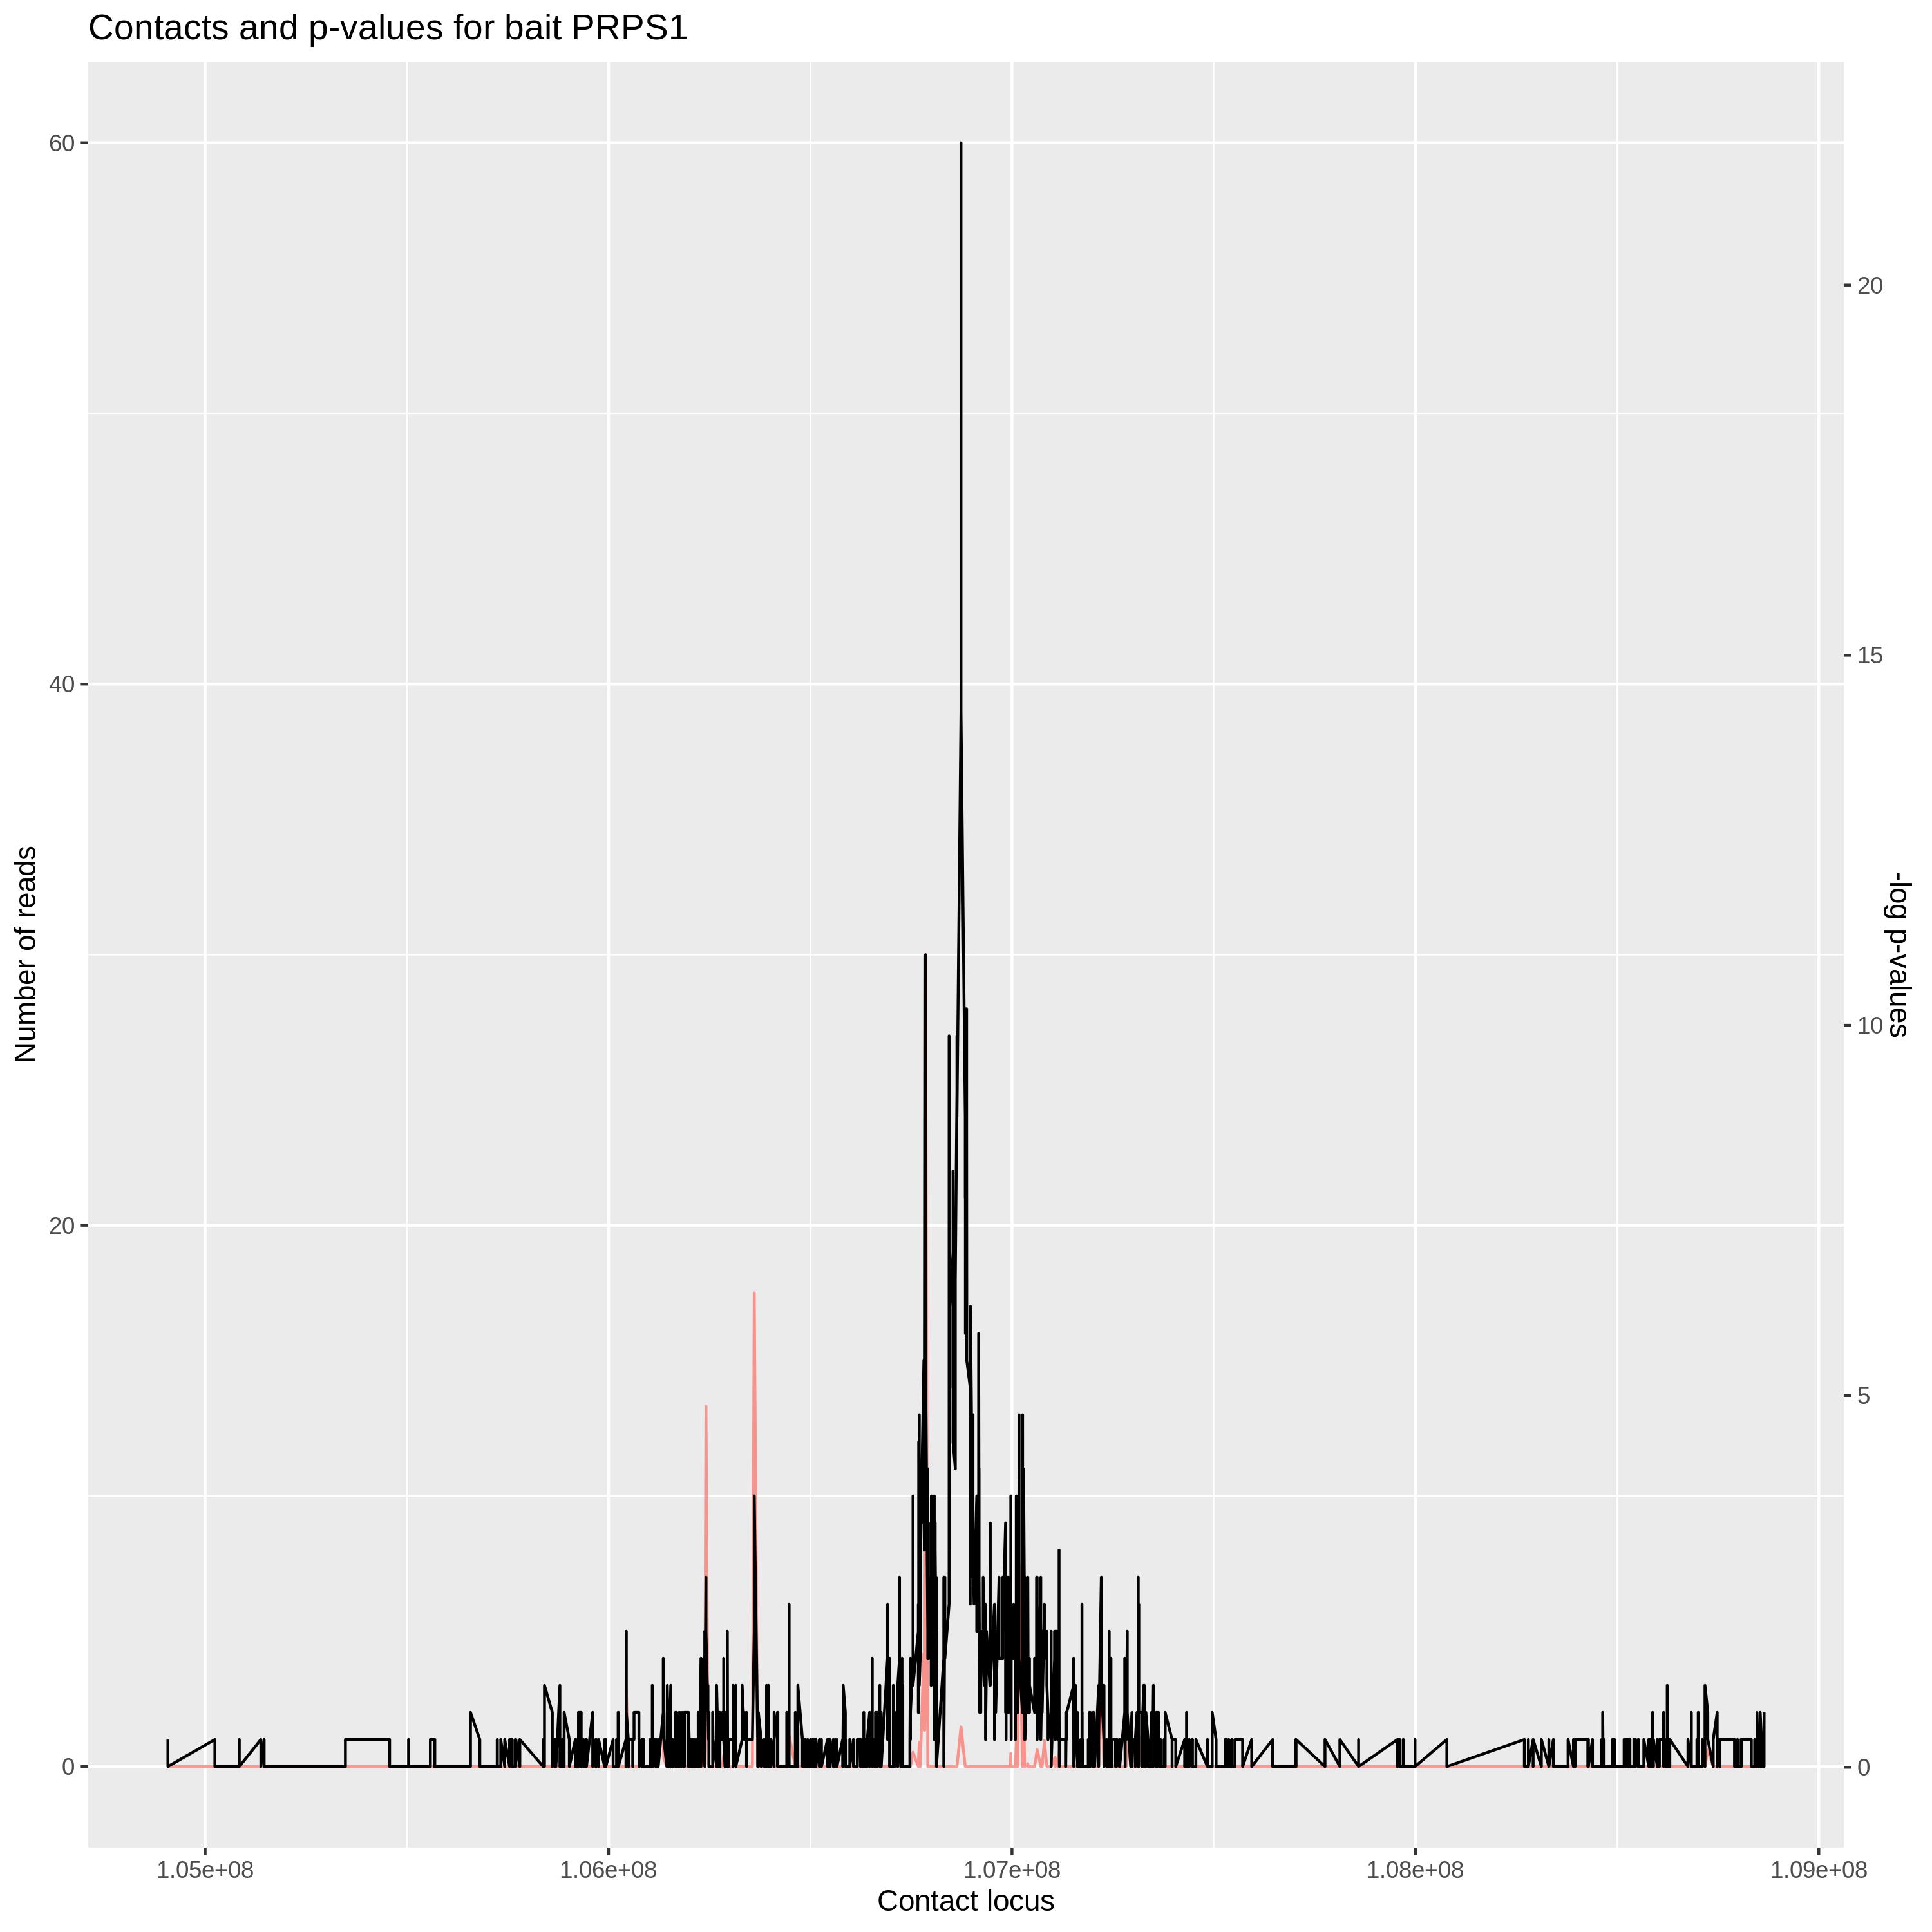 Contacts and p-values for bait PRPS1
60
40
20
0
Number of reads
20
15
10
5
0
-log p-values
1.05e+08
1.06e+08
1.07e+08
1.08e+08
1.09e+08
Contact locus